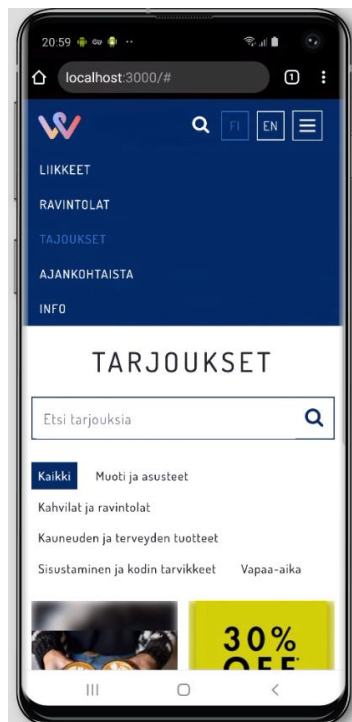 20:59
localhost:3000/#
1
FI EN
LIIKKEET
RAVINTOLAT
TAJOUKSET
AJANKOHTAISTA
INFO
TARJOUKSET
Etsi tarjouksia
Kaikki Muoti ja asusteet
Kahvilat ja ravintolat
Kauneuden ja terveyden tuotteet
Sisustaminen ja kodin tarvikkeet Vapaa-aika
30%
OFF